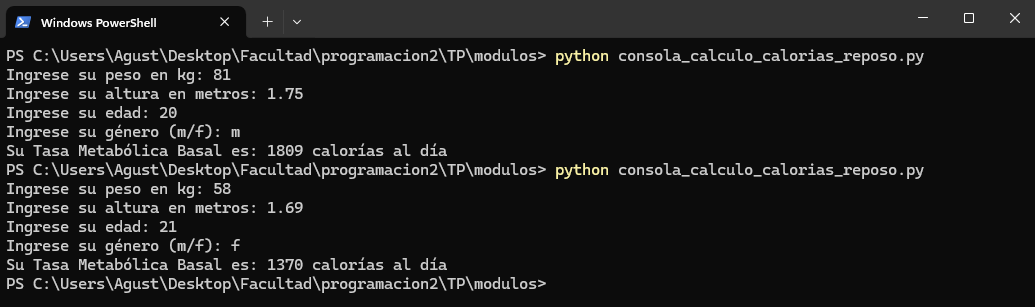 Windows PowerShell
PS C:\Users\Agust\Desktop\Facultad\programacion2\TP\modulos> python consola_calculo_calorias_reposo.py
Ingrese su peso en kg: 81
Ingrese su altura en metros: 1.75
Ingrese su edad: 20
Ingrese su género (m/f): m
Su Tasa Metabólica Basal es: 1809 calorías al día
PS C:\Users\Agust\Desktop\Facultad\programacion2\TP\modulos> python consola_calculo_calorias_reposo.py
Ingrese su peso en kg: 58
Ingrese su altura en metros: 1.69
Ingrese su edad: 21
Ingrese su género (m/f): f
Su Tasa Metabólica Basal es: 1370 calorías al día
PS C:\Users\Agust\Desktop\Facultad\programacion2\TP\modulos>